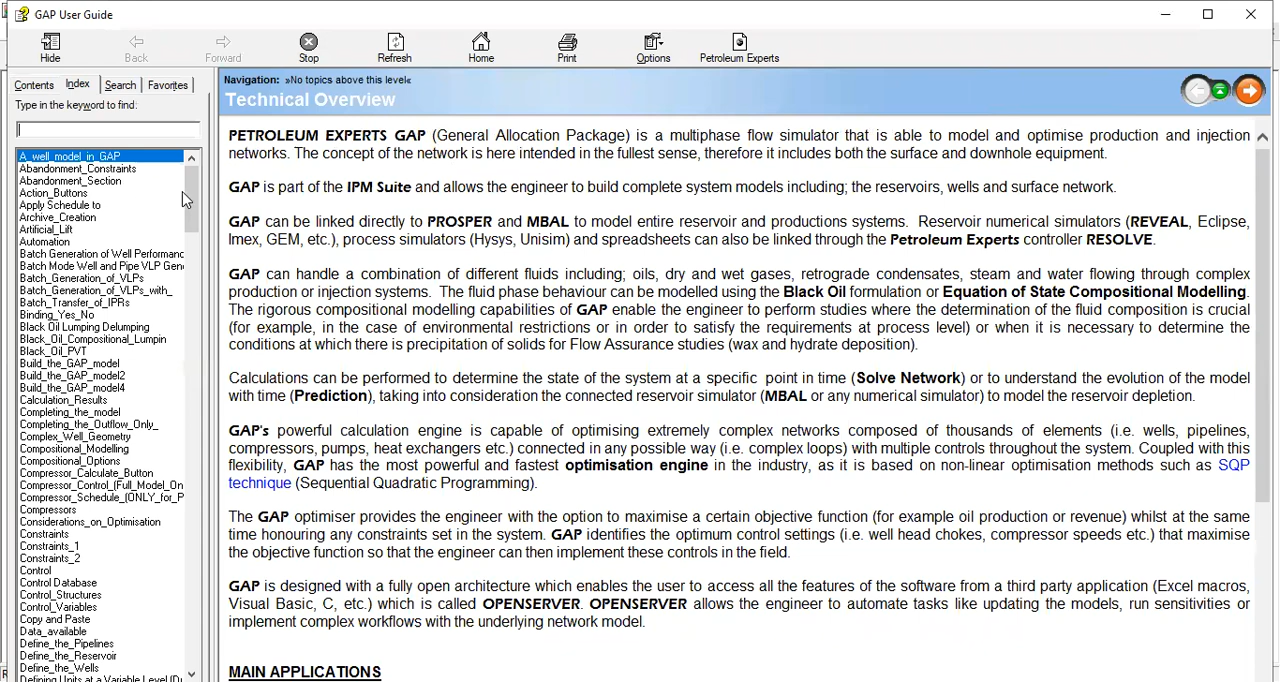 GAP User Guide
Hide
Back
Forward
Stop
Refresh
Home
Print
Options
Petroleum Experts
Contents
Index
Search
Favorites
Type in the keyword to find:
A_well_model_in_GAP
Abandonment_Constraints
Abandonment_Section
Action_Buttons
Apply Schedule to
Archive_Creation
Artificial_Lift
Automation
Batch Generation of Well Performanc
Batch Mode Well and Pipe VLP Gen
Batch_Generation_of_VLPs
Batch_Generation_of_VLPs_with_
Batch_Transfer_of_IPRs
Binding_Yes_No
Black Oil Lumping Delumping
Black_Oil_Compositional_Lumpin
Black_Oil_PVT
Build_the_GAP_model
Build_the_GAP_model2
Build_the_GAP_model4
Calculation_Results
Completing_the_model
Completing_the_Outflow_Only_
Complex_Well_Geometry
Compositional_Modelling
Compositional_Options
Compressor_Calculate_Button
Compressor_Control_(Full_Model_On
Compressor_Schedule_(ONLY_for_P
Compressors
Considerations_on_Optimisation
Constraints
Constraints_1
Constraints_2
Control
Control Database
Control_Structures
Control_Variables
Copy and Paste
Data_available
Define_the_Pipelines
Define_the_Reservoir
Define_the_Wells
Defining Units at a Variable Level (Du
Navigation: »No topics above this level«
Technical Overview
PETROLEUM EXPERTS GAP (General Allocation Package) is a multiphase flow simulator that is able to model and optimise production and injection
networks. The concept of the network is here intended in the fullest sense, therefore it includes both the surface and downhole equipment.
GAP is part of the IPM Suite and allows the engineer to build complete system models including; the reservoirs, wells and surface network.
GAP can be linked directly to PROSPER and MBAL to model entire reservoir and productions systems. Reservoir numerical simulators (REVEAL, Eclipse,
Imex, GEM, etc.), process simulators (Hysys, Unisim) and spreadsheets can also be linked through the Petroleum Experts controller RESOLVE.
GAP can handle a combination of different fluids including; oils, dry and wet gases, retrograde condensates, steam and water flowing through complex
production or injection systems. The fluid phase behaviour can be modelled using the Black Oil formulation or Equation of State Compositional Modelling.
The rigorous compositional modelling capabilities of GAP enable the engineer to perform studies where the determination of the fluid composition is crucial
(for example, in the case of environmental restrictions or in order to satisfy the requirements at process level) or when it is necessary to determine the
conditions at which there is precipitation of solids for Flow Assurance studies (wax and hydrate deposition).
Calculations can be performed to determine the state of the system at a specific point in time (Solve Network) or to understand the evolution of the model
with time (Prediction), taking into consideration the connected reservoir simulator (MBAL or any numerical simulator) to model the reservoir depletion.
GAP's powerful calculation engine is capable of optimising extremely complex networks composed of thousands of elements (i.e. wells, pipelines,
compressors, pumps, heat exchangers etc.) connected in any possible way (i.e. complex loops) with multiple controls throughout the system. Coupled with this
flexibility, GAP has the most powerful and fastest optimisation engine in the industry, as it is based on non-linear optimisation methods such as SQP
technique (Sequential Quadratic Programming).
The GAP optimiser provides the engineer with the option to maximise a certain objective function (for example oil production or revenue) whilst at the same
time honouring any constraints set in the system. GAP identifies the optimum control settings (i.e. well head chokes, compressor speeds etc.) that maximise
the objective function so that the engineer can then implement these controls in the field.
GAP is designed with a fully open architecture which enables the user to access all the features of the software from a third party application (Excel macros,
Visual Basic, C, etc.) which is called OPENSERVER. OPENSERVER allows the engineer to automate tasks like updating the models, run sensitivities or
implement complex workflows with the underlying network model.
MAIN APPLICATIONS